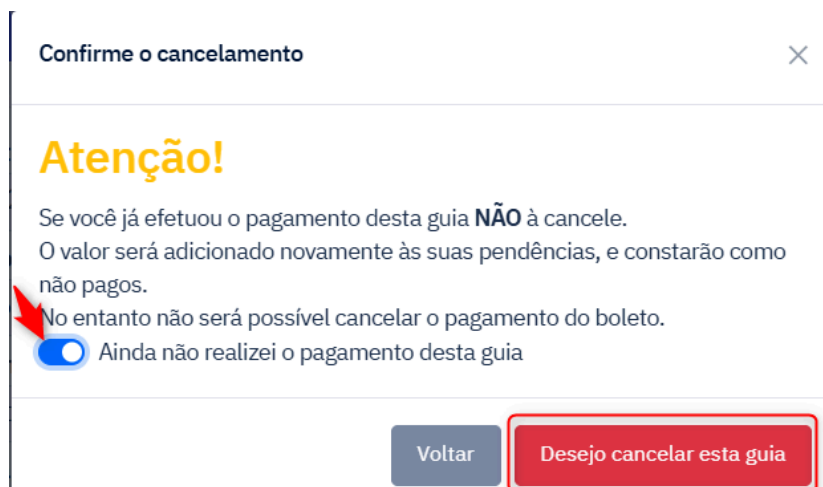 Confirme o cancelamento
Atenção!
Se você já efetuou o pagamento desta guia NÃO à cancele.
O valor será adicionado novamente às suas pendências, e constarão como
não pagos.
No entanto não será possível cancelar o pagamento do boleto.
Ainda não realizei o pagamento desta guia
Voltar
Desejo cancelar esta guia